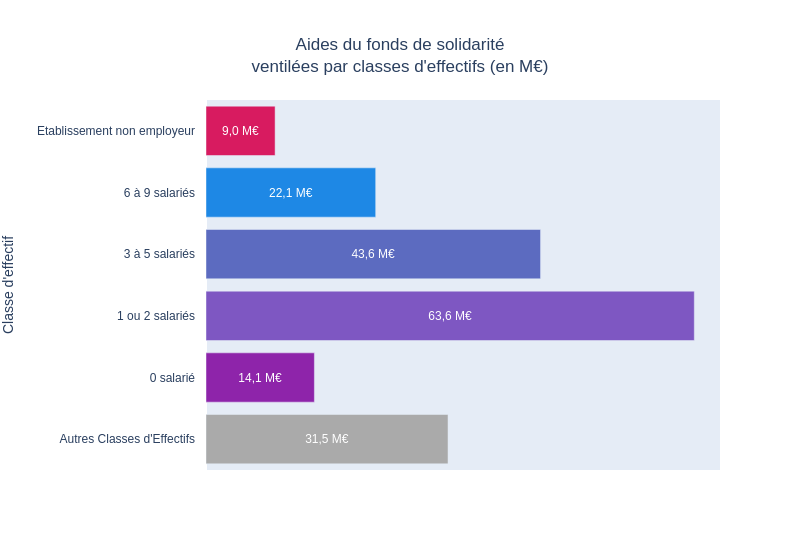 Aides du fonds de solidarité
ventilées par classes d'effectifs (en M€)
Classe d'effectif
Etablissement non employeur
9,0 M€
6 à 9 salariés
22,1 M€
3 à 5 salariés
43,6 M€
1 ou 2 salariés
63,6 M€
0 salarié
14,1 M€
Autres Classes d'Effectifs
31,5 M€